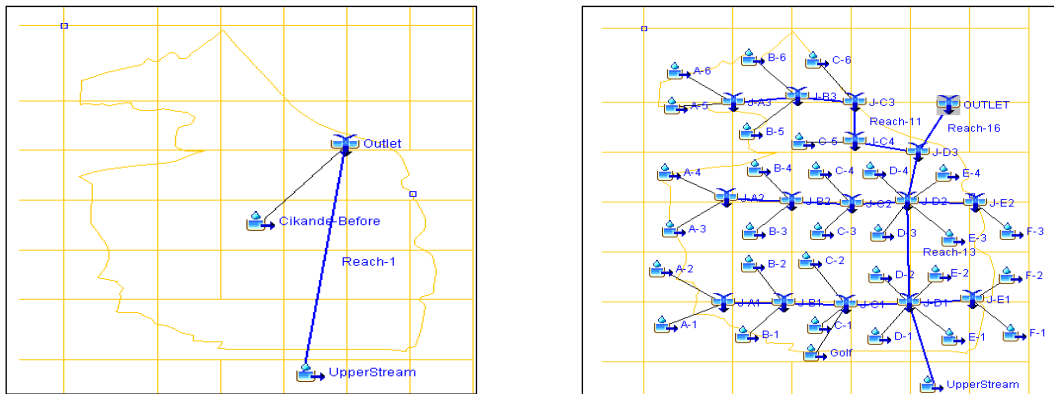 Outlet
Cikande-Before
Reach-1
UpperStream
B-6
C-6
A-6
J-A3
J-B3
J-C3
OUTLET
A-5
Reach-11
Reach-16
B-5
C-5
J-C4
J-D3
A-4
B-4
C-4
D-4
E-4
J-A2
J-B2
J-C2
J-D2
J-E2
A-3
B-3
C-3
D-3
E-3
F-3
Reach-13
A-2
B-2
C-2
D-2
E-2
F-2
J-A1
J-B1
J-C1
J-D1
J-E1
A-1
B-1
C-1
D-1
E-1
F-1
Golf
UpperStream